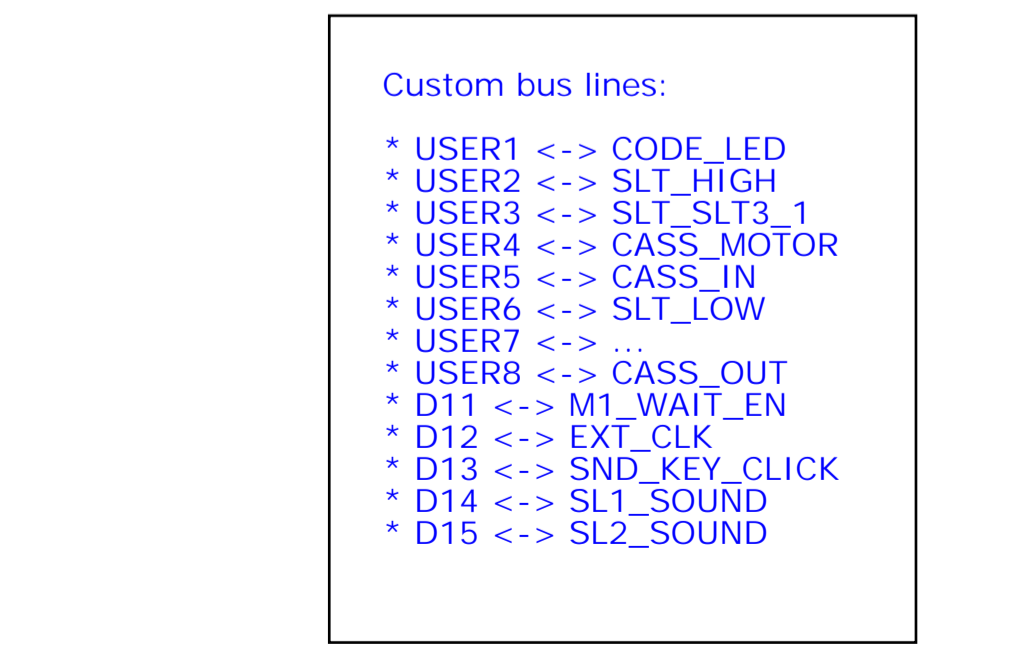 Custom bus lines:
* USER1 <-> CODE_LED
* USER2 <-> SLT_HIGH
* USER3 <-> SLT_SLT3_1
* USER4 <-> CASS_MOTOR
* USER5 <-> CASS_IN
* USER6 <-> SLT_LOW
* USER7 <-> ...
* USER8 <-> CASS_OUT
* D11 <-> M1_WAIT_EN
* D12 <-> EXT_CLK
* D13 <-> SND_KEY_CLICK
* D14 <-> SL1_SOUND
* D15 <-> SL2_SOUND